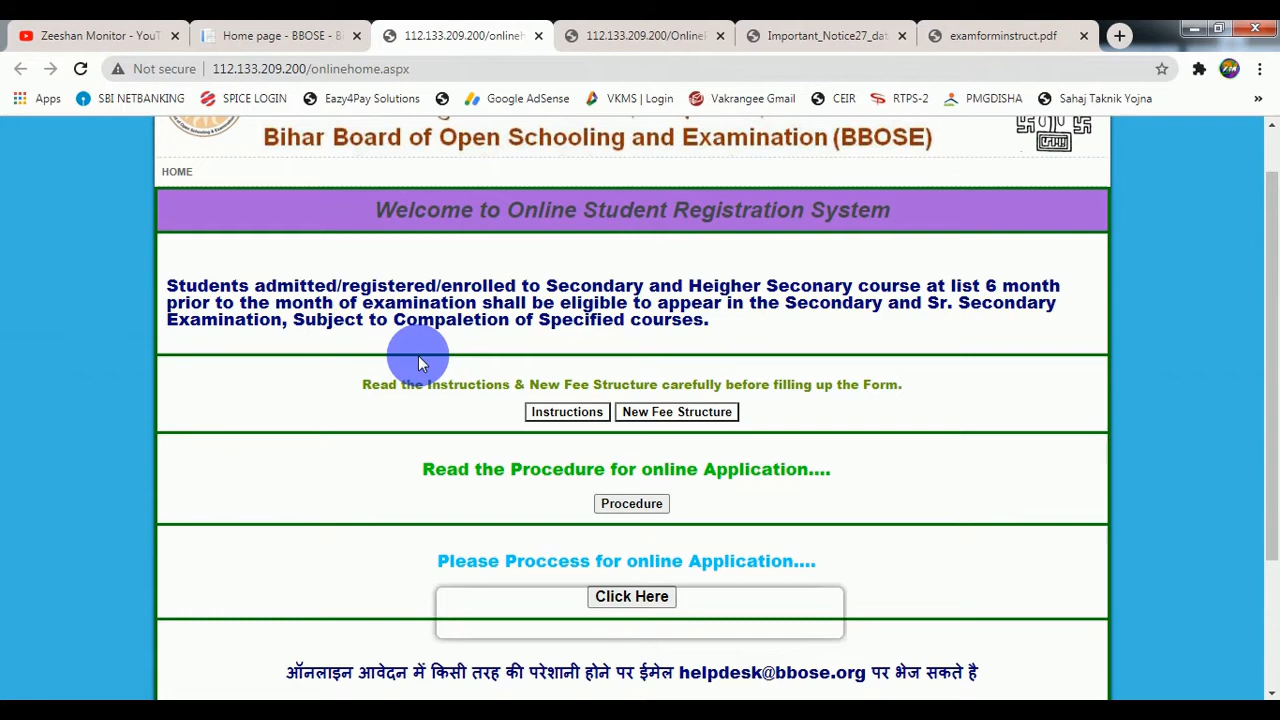 Zeeshan Monitor - YouT
Home page - BBOSE - B
112.133.209.200/onlineh
112.133.209.200/OnlineF
Important_Notice27_dat
examforminstruct.pdf
Not secure
112.133.209.200/onlinehome.aspx
Apps
SBI NETBANKING
SPICE LOGIN
Eazy4Pay Solutions
Google AdSense
VKMS | Login
Vakrangee Gmail
CEIR
RTPS-2
PMGDISHA
Sahaj Taknik Yojna
»
Bihar Board of Open Schooling and Examination (BBOSE)
HOME
Welcome to Online Student Registration System
Students admitted/registered/enrolled to Secondary and Heigher Seconary course at list 6 month
prior to the month of examination shall be eligible to appear in the Secondary and Sr. Secondary
Examination, Subject to Compaletion of Specified courses.
Read the Instructions & New Fee Structure carefully before filling up the Form.
Instructions
New Fee Structure
Read the Procedure for online Application....
Procedure
Please Proccess for online Application....
Click Here
ऑनलाइन आवेदन में किसी तरह की परेशानी होने पर ईमेल helpdesk@bbose.org पर भेज सकते है